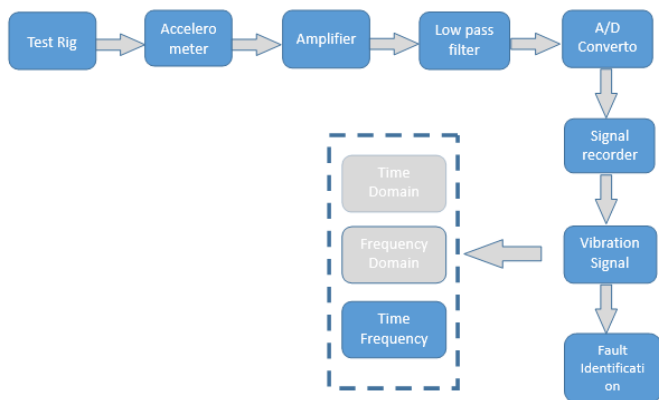 Test Rig
Accelero
meter
Amplifier
Low pass
filter
A/D
Converto
Signal
recorder
Time
Domain
Frequency
Domain
Time
Frequency
Vibration
Signal
Fault
Identificati
on